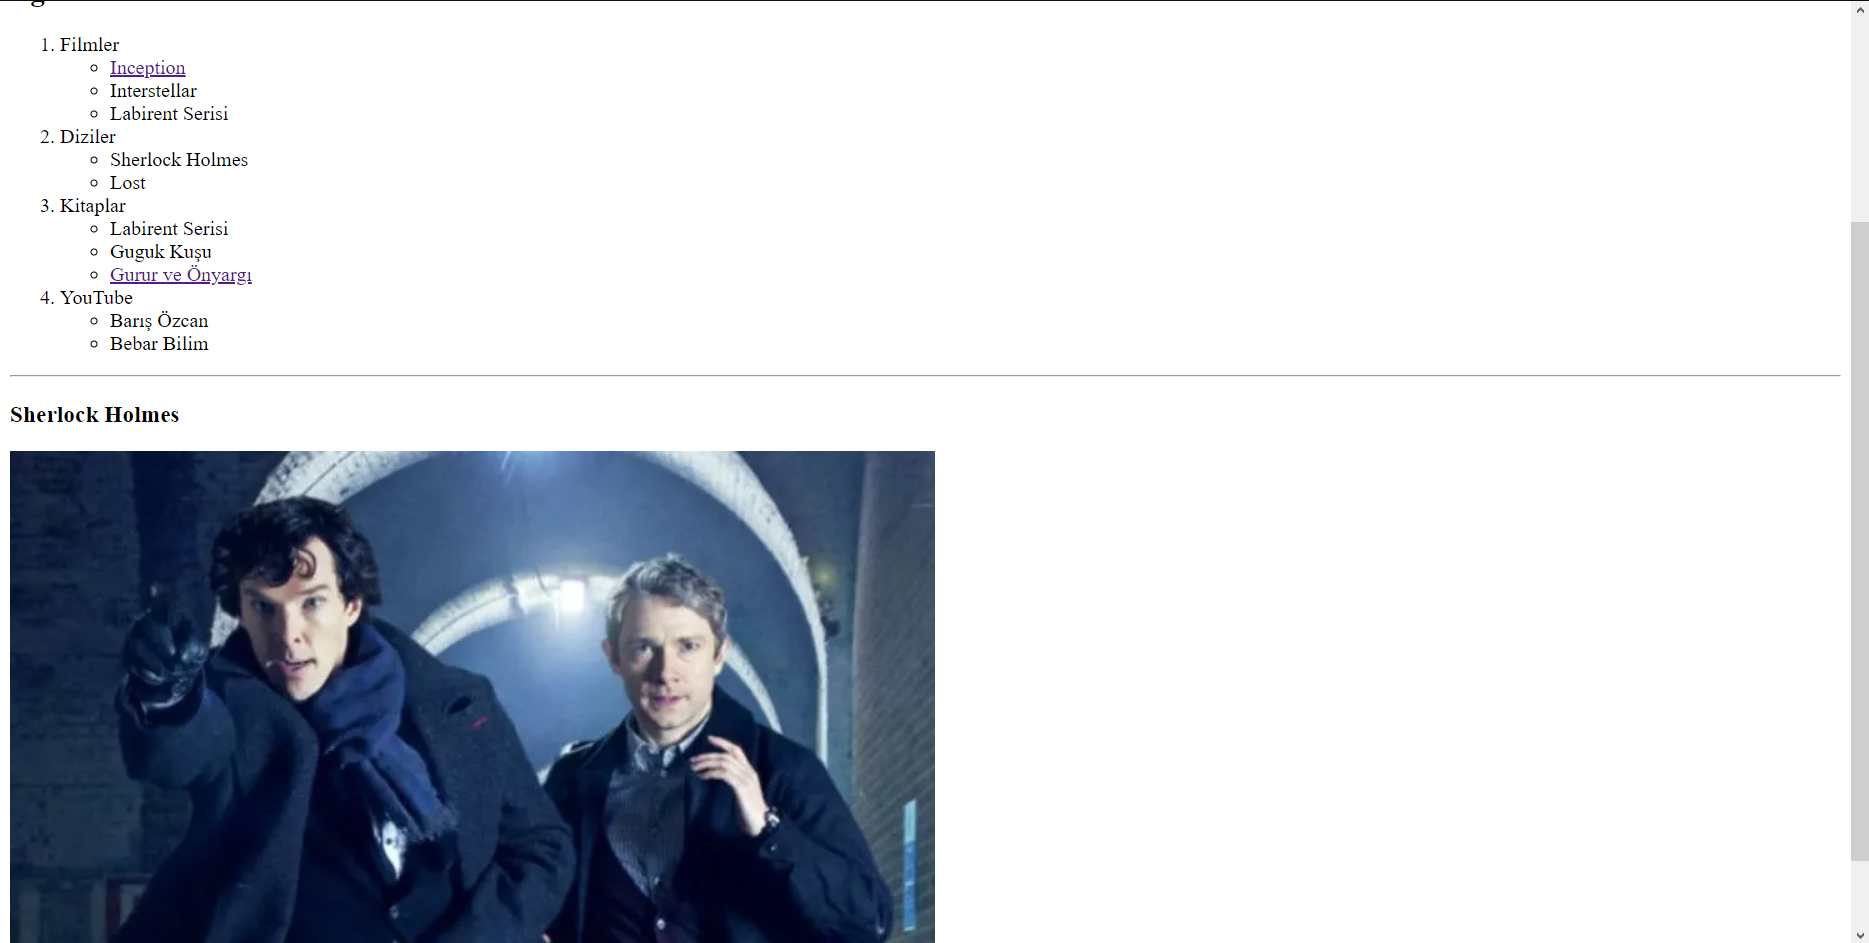 1. Filmler
Inception
Interstellar
Labirent Serisi
2. Diziler
Sherlock Holmes
Lost
3. Kitaplar
Labirent Serisi
Guguk Kuşu
Gurur ve Önyargı
4. YouTube
Barış Özcan
Bebar Bilim
Sherlock Holmes